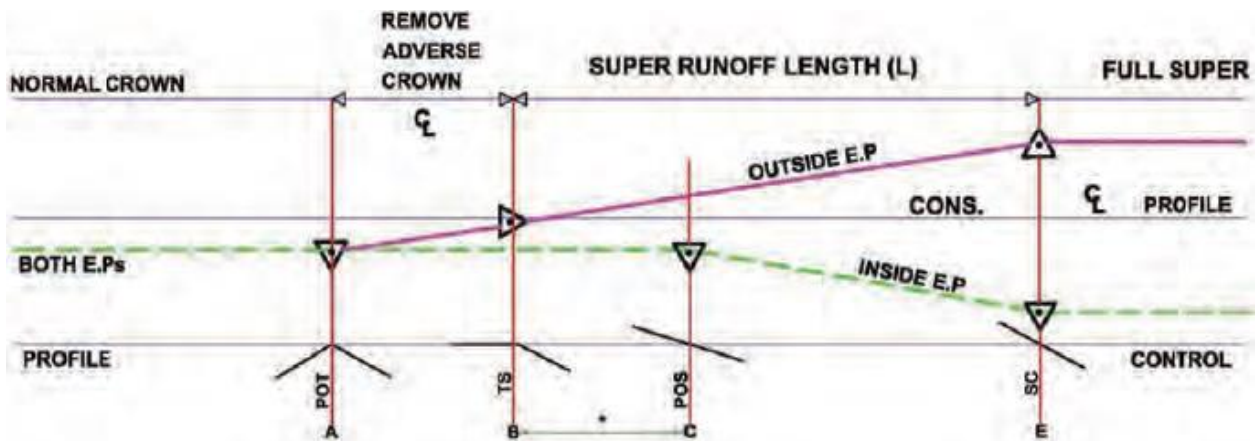 REMOVE
ADVERSE
CROWN
SUPER RUNOFF LENGTH (L)
FULL SUPER
NORMAL CROWN
℄
OUTSIDE E.P
CONS.
℄ PROFILE
BOTH E.Ps
INSIDE E.P
PROFILE
CONTROL
POT
TS
POS
SC
A
B
*
C
E